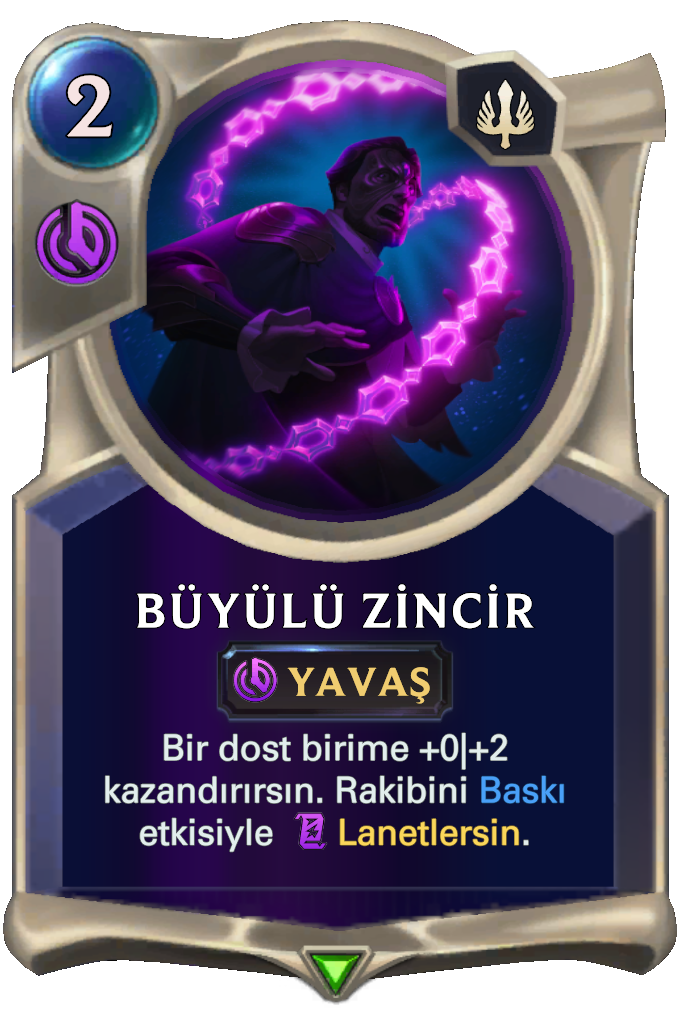 2
BÜYÜLÜ ZİNCİR
YAVAŞ
Bir dost birime +0|+2
kazandırırsın. Rakibini Baskı
etkisiyle Lanetlersin.